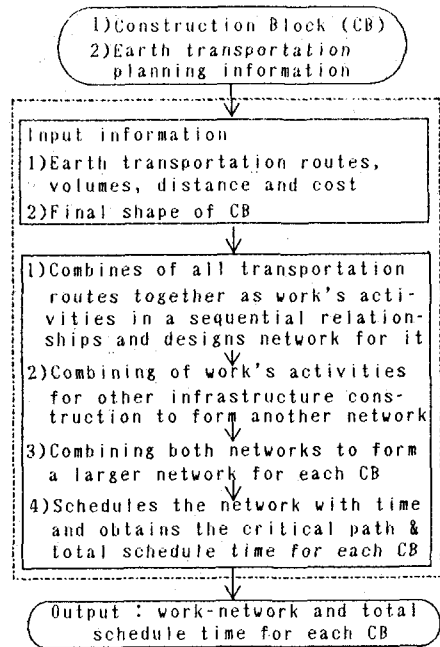 1)Construction Block (CB)
2)Earth transportation
planning information
Input information
1)Earth transportation routes,
volumes, distance and cost
2)Final shape of CB
1)Combines of all transportation
routes together as work's acti-
vities in a sequential relation-
ships and designs network for it
2)Combining of work's activities
for other infrastructure cons-
truction to form another network
3)Combining both networks to form
a larger network for each CB
4)Schedules the network with time
and obtains the critical path &
total schedule time for each CB
Output : work-network and total
schedule time for each CB